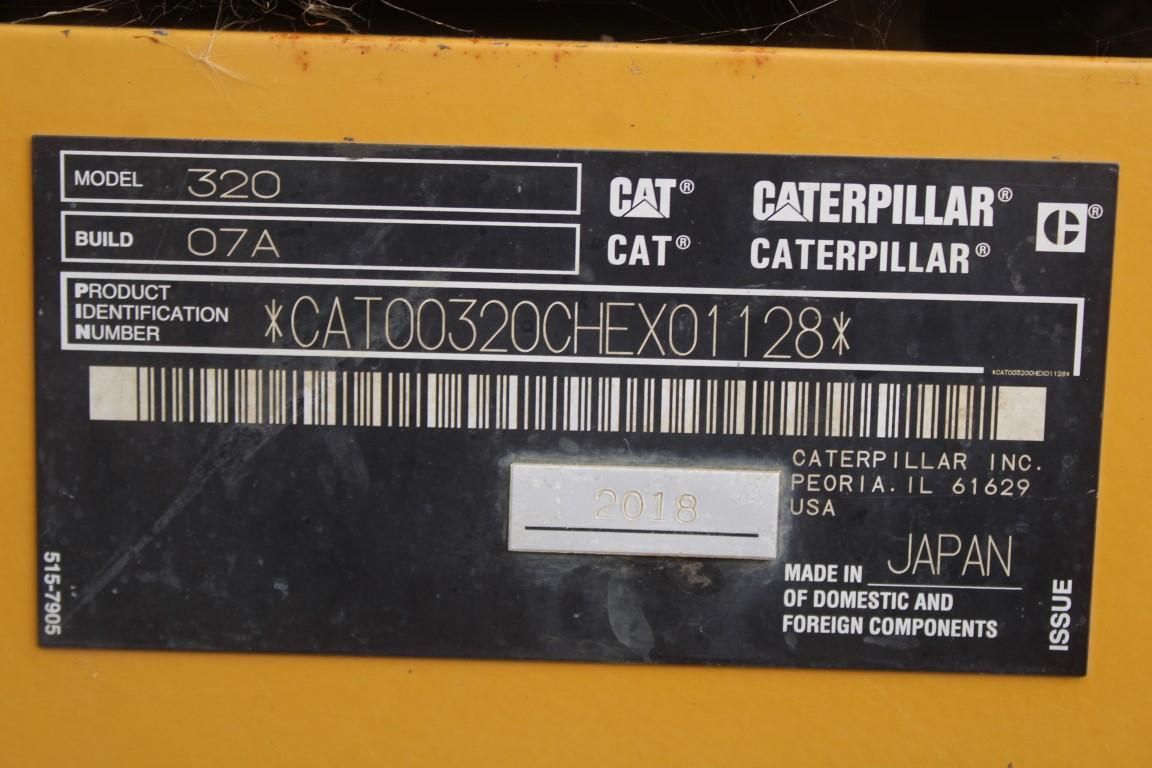 MODEL 320
BUILD 07A
CAT® CATERPILLAR® ®
CAT® CATERPILLAR®
PRODUCT
IDENTIFICATION
NUMBER
*CAT00320CHEX01128*
*CAT00320CHEX01128*
CATERPILLAR INC.
PEORIA. IL 61629
USA
2018
MADE IN JAPAN
OF DOMESTIC AND
FOREIGN COMPONENTS
515-7905
ISSUE